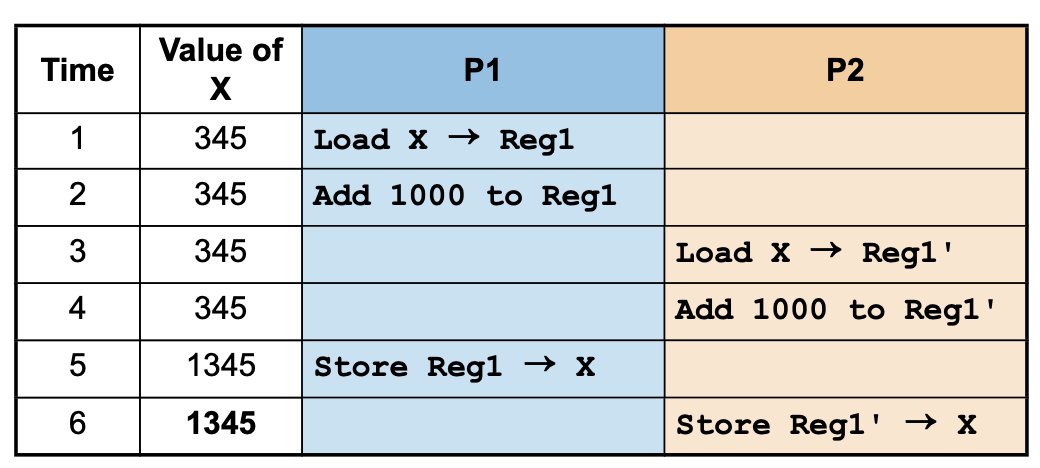 Time Value of X P1 P2
1 345 Load X → Reg1
2 345 Add 1000 to Reg1
3 345 Load X → Reg1'
4 345 Add 1000 to Reg1'
5 1345 Store Reg1 → X
6 1345 Store Reg1' → X